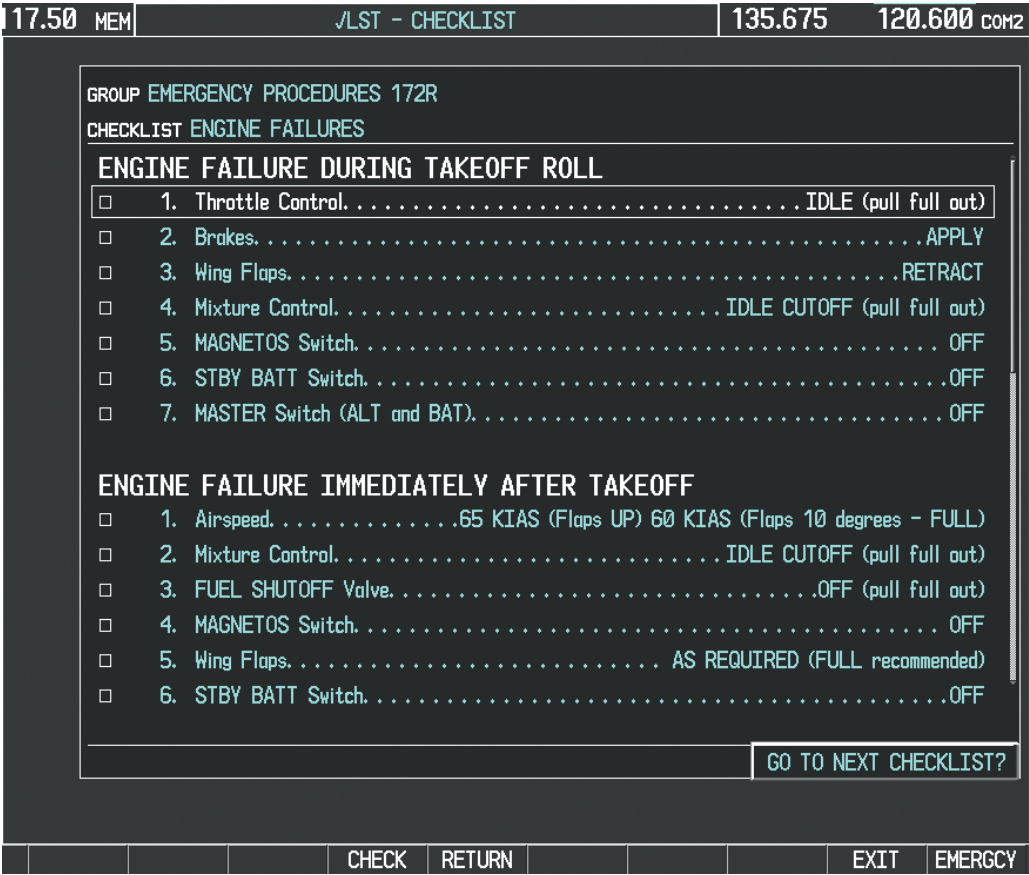 117.50 MEM √LST – CHECKLIST 135.675 120.600 COM2
GROUP EMERGENCY PROCEDURES 172R
CHECKLIST ENGINE FAILURES
ENGINE FAILURE DURING TAKEOFF ROLL
1. Throttle Control. . . . . . . . . . . . . . . . . . . . . . . . . . . . . . . . . . IDLE (pull full out)
2. Brakes. . . . . . . . . . . . . . . . . . . . . . . . . . . . . . . . . . . . . . . . . . . . . . . . . APPLY
3. Wing Flaps. . . . . . . . . . . . . . . . . . . . . . . . . . . . . . . . . . . . . . . . . . . . . RETRACT
4. Mixture Control. . . . . . . . . . . . . . . . . . . . . . . . . . . . . IDLE CUTOFF (pull full out)
5. MAGNETOS Switch. . . . . . . . . . . . . . . . . . . . . . . . . . . . . . . . . . . . . . . . . . . OFF
6. STBY BATT Switch. . . . . . . . . . . . . . . . . . . . . . . . . . . . . . . . . . . . . . . . . . . OFF
7. MASTER Switch (ALT and BAT). . . . . . . . . . . . . . . . . . . . . . . . . . . . . . . . . . . OFF
ENGINE FAILURE IMMEDIATELY AFTER TAKEOFF
1. Airspeed. . . . . . . . . . . . . . 65 KIAS (Flaps UP) 60 KIAS (Flaps 10 degrees – FULL)
2. Mixture Control. . . . . . . . . . . . . . . . . . . . . . . . . . . . . IDLE CUTOFF (pull full out)
3. FUEL SHUTOFF Valve. . . . . . . . . . . . . . . . . . . . . . . . . . . . . . . . OFF (pull full out)
4. MAGNETOS Switch. . . . . . . . . . . . . . . . . . . . . . . . . . . . . . . . . . . . . . . . . . . OFF
5. Wing Flaps. . . . . . . . . . . . . . . . . . . . . . . . . . . . AS REQUIRED (FULL recommended)
6. STBY BATT Switch. . . . . . . . . . . . . . . . . . . . . . . . . . . . . . . . . . . . . . . . . . . OFF
GO TO NEXT CHECKLIST?
CHECK RETURN EXIT EMERGCY